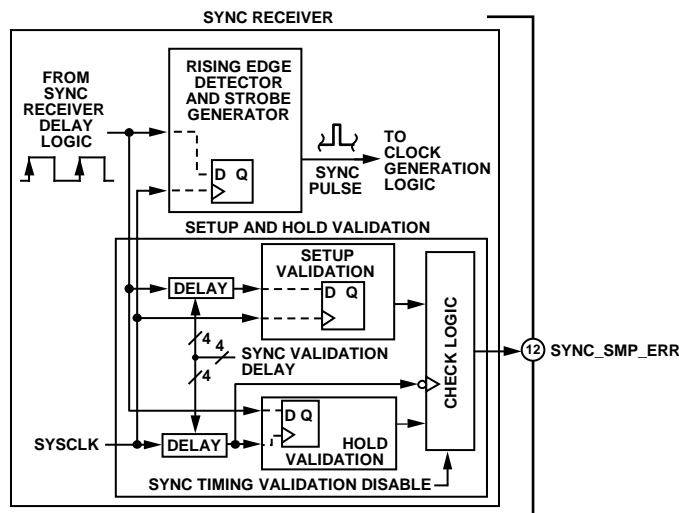 SYNC RECEIVER
FROM
SYNC
RECEIVER
DELAY
LOGIC
RISING EDGE
DETECTOR
AND STROBE
GENERATOR
D Q
SYNC
PULSE
TO
CLOCK
GENERATION
LOGIC
SETUP AND HOLD VALIDATION
DELAY
SETUP
VALIDATION
D Q
4
4
4
SYNC VALIDATION
DELAY
CHECK LOGIC
12 SYNC_SMP_ERR
SYSCLK
DELAY
D Q
HOLD
VALIDATION
SYNC TIMING VALIDATION DISABLE